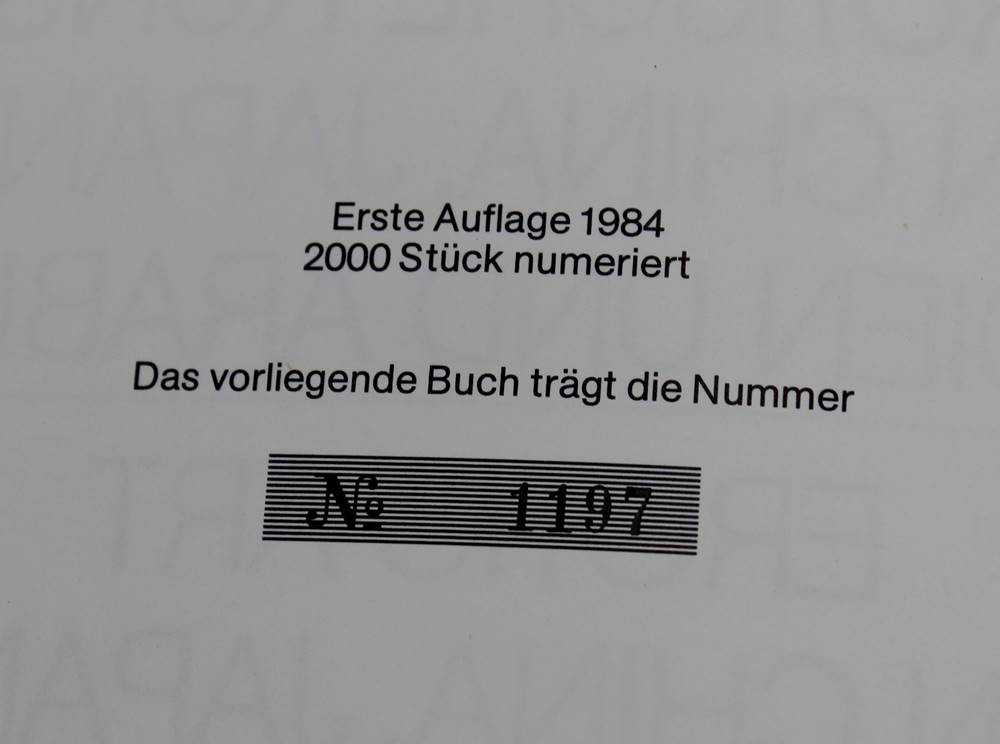 Erste Auflage 1984
2000 Stück numeriert
Das vorliegende Buch trägt die Nummer
№ 1197